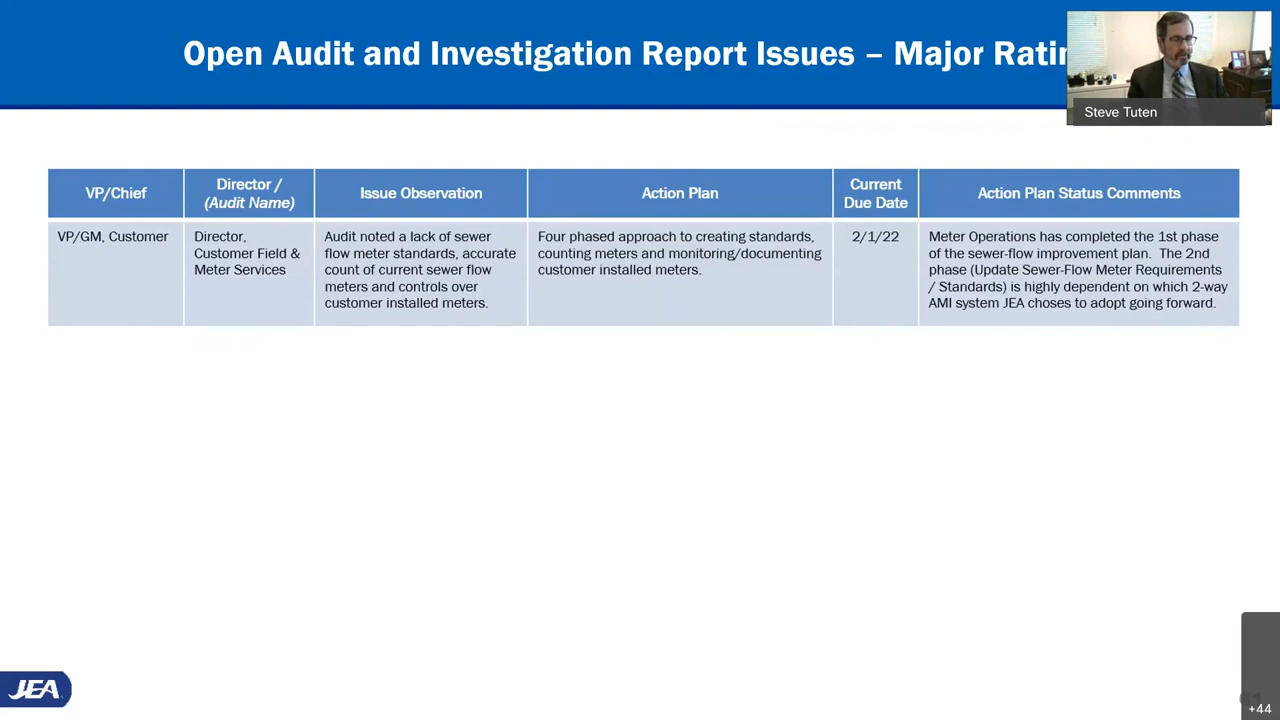 Open Audit and Investigation Report Issues – Major Ratin
Steve Tuten
VP/Chief
Director /
(Audit Name)
Issue Observation
Action Plan
Current
Due Date
Action Plan Status Comments
VP/GM, Customer
Director,
Customer Field &
Meter Services
Audit noted a lack of sewer
flow meter standards, accurate
count of current sewer flow
meters and controls over
customer installed meters.
Four phased approach to creating standards,
counting meters and monitoring/documenting
customer installed meters.
2/1/22
Meter Operations has completed the 1st phase
of the sewer-flow improvement plan. The 2nd
phase (Update Sewer-Flow Meter Requirements
/ Standards) is highly dependent on which 2-way
AMI system JEA choses to adopt going forward.
JEA
+44